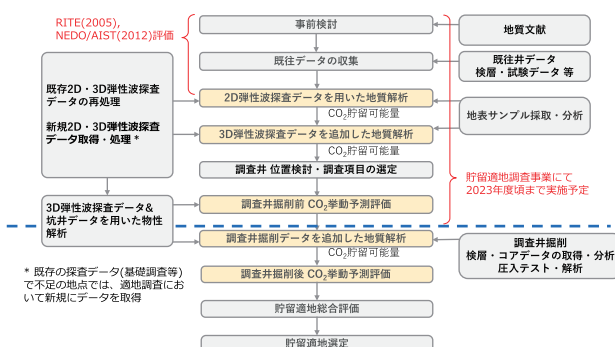 RITE(2005),
NEDO/AIST(2012)評価
事前検討
地質文献
既往データの収集
既往井データ
検層・試験データ 等
既存2D・3D弾性波探査
データの再処理
新規2D・3D弾性波探査
データ取得・処理 *
2D弾性波探査データを用いた地質解析
CO2貯留可能量
地表サンプル採取・分析
3D弾性波探査データを追加した地質解析
CO2貯留可能量
調査井 位置検討・調査項目の選定
貯留適地調査事業にて
2023年度頃まで実施予定
3D弾性波探査データ&
坑井データを用いた物性
解析
調査井掘削前 CO2挙動予測評価
調査井掘削データを追加した地質解析
CO2貯留可能量
調査井掘削
検層・コアデータの取得・分析
圧入テスト・解析
調査井掘削後 CO2挙動予測評価
* 既存の探査データ(基礎調査等)
で不足の地点では、適地調査にお
いて新規にデータを取得
貯留適地総合評価
貯留適地選定